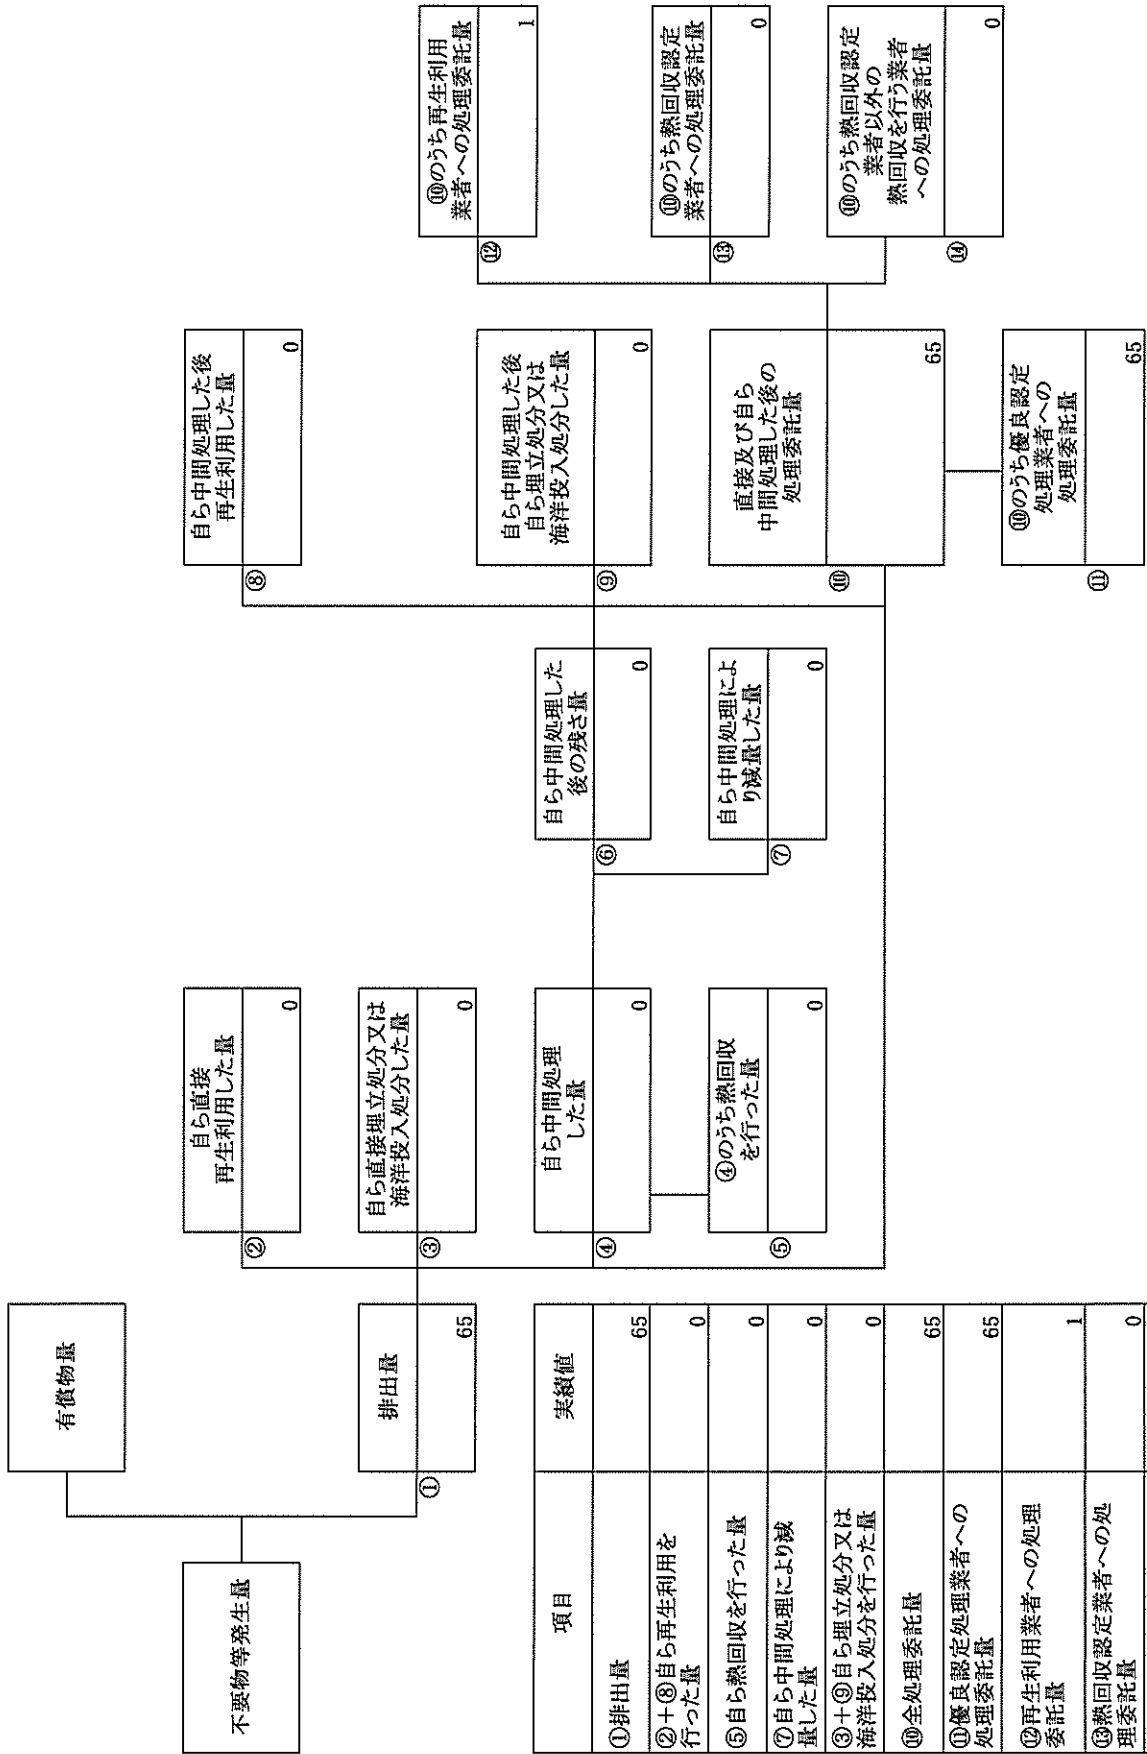 不要物等発生量
有償物量
①
排出量
65
②
自ら直接
再生利用した量
0
③
自ら直接埋立処分又は
海洋投入処分した量
0
④
自ら中間処理
した量
0
⑤
④のうち熱回収
を行った量
0
⑥
自ら中間処理した
後の残さ量
0
⑦
自ら中間処理によ
り減量した量
0
⑧
自ら中間処理した後
再生利用した量
0
⑨
自ら中間処理した後
自ら埋立処分又は
海洋投入処分した量
0
⑩
直接及び自ら
中間処理した後の
処理委託量
65
⑪
⑩のうち優良認定
処理業者への
処理委託量
65
⑫
⑩のうち再生利用
業者への処理委託量
1
⑬
⑩のうち熱回収認定
業者への処理委託量
0
⑭
⑩のうち熱回収認定
業者以外の
熱回収を行う業者
への処理委託量
0
項目 実績値
①排出量 65
②+⑧自ら再生利用を
行った量 0
⑤自ら熱回収を行った量 0
⑦自ら中間処理により減
量した量 0
③+⑨自ら埋立処分又は
海洋投入処分を行った量 0
⑩全処理委託量 65
⑪優良認定処理業者への
処理委託量 65
⑫再生利用業者への処理
委託量 1
⑬熱回収認定業者への処
理委託量 0